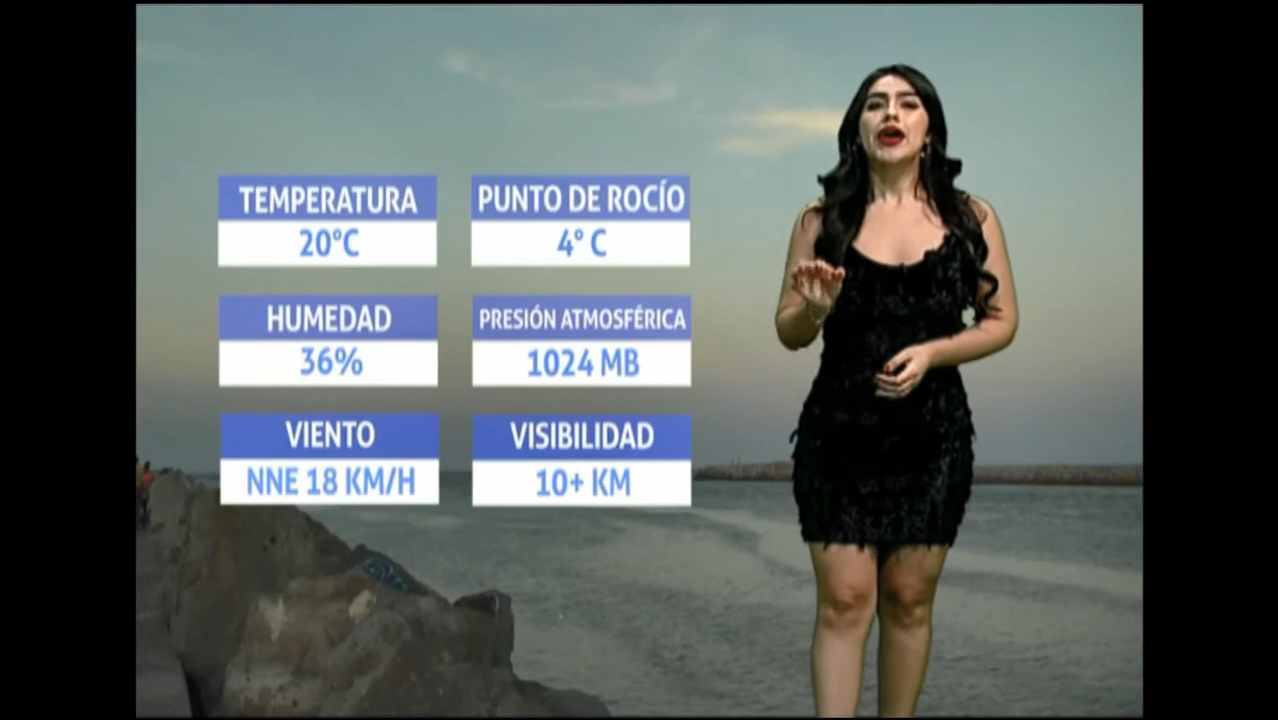 TEMPERATURA
20°C
PUNTO DE ROCÍO
4° C
HUMEDAD
36%
PRESIÓN ATMOSFÉRICA
1024 MB
VIENTO
NNE 18 KM/H
VISIBILIDAD
10+ KM